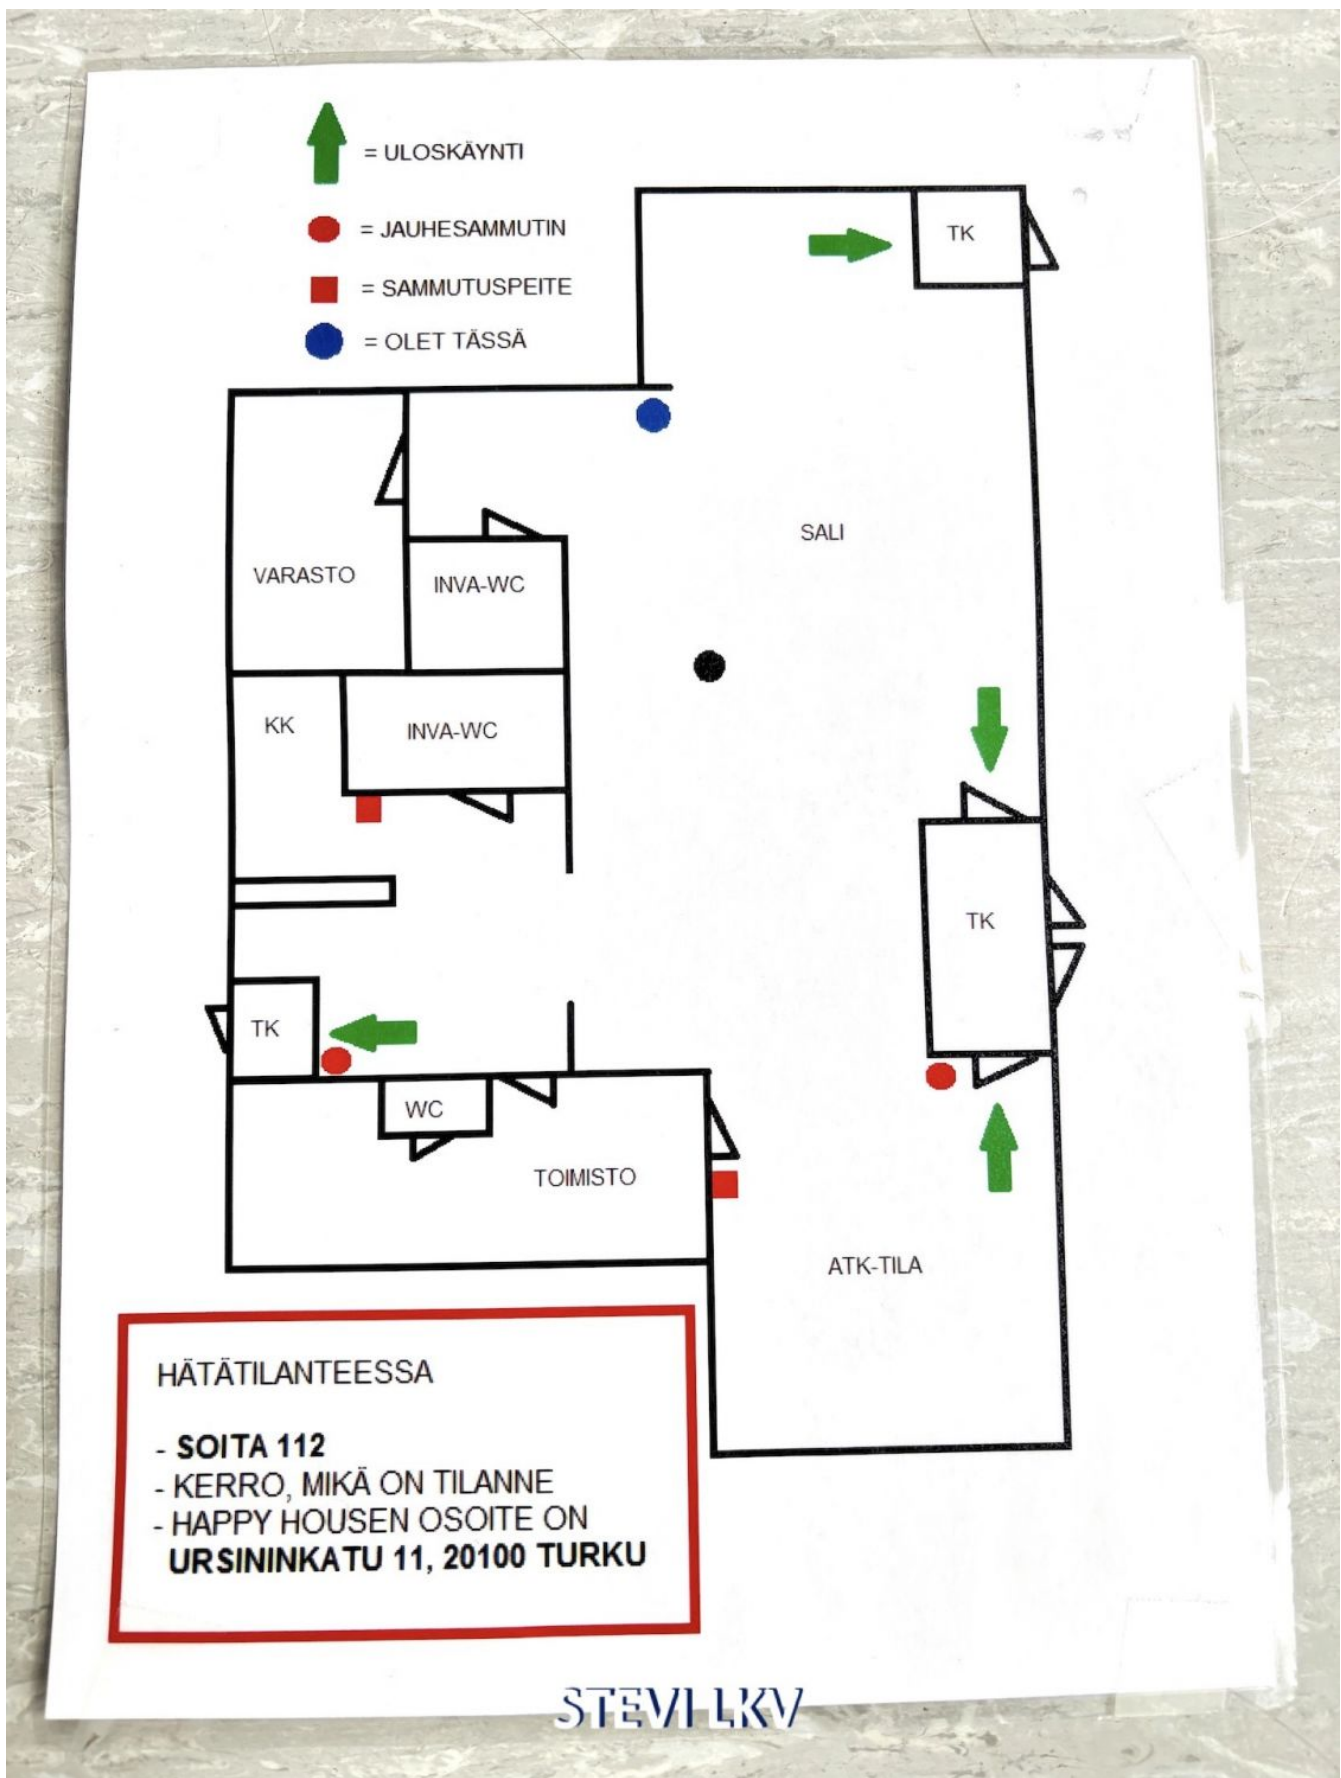 = ULOSKÄYNTI
= JAUHESAMMUTIN
= SAMMUTUSPEITE
= OLET TÄSSÄ
TK
SALI
VARASTO
INVA-WC
KK
INVA-WC
TK
TK
WC
TOIMISTO
ATK-TILA
HÄTÄTILANTEESSA
- SOITA 112
- KERRO, MIKÄ ON TILANNE
- HAPPY HOUSEN OSOITE ON
URSININKATU 11, 20100 TURKU
STEVI LKV